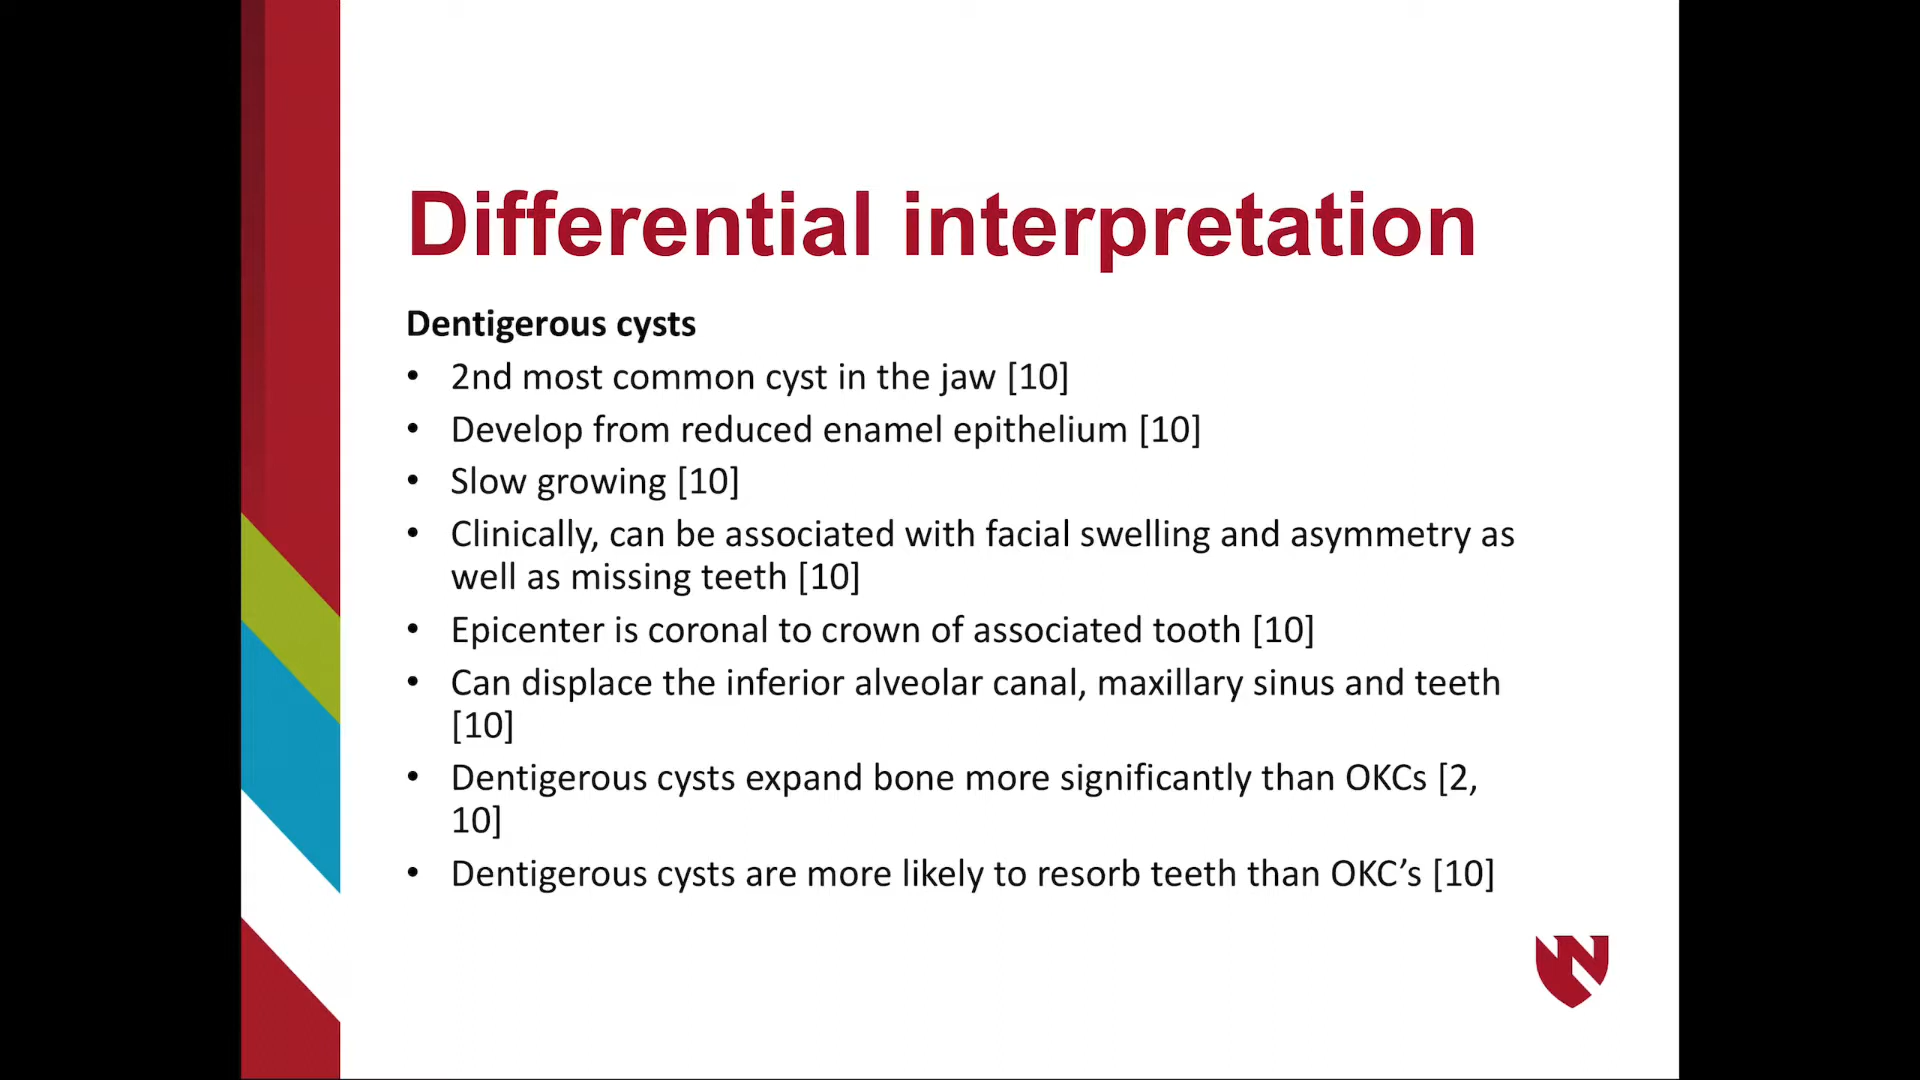 Differential interpretation
Dentigerous cysts
• 2nd most common cyst in the jaw [10]
• Develop from reduced enamel epithelium [10]
• Slow growing [10]
• Clinically, can be associated with facial swelling and asymmetry as
well as missing teeth [10]
• Epicenter is coronal to crown of associated tooth [10]
• Can displace the inferior alveolar canal, maxillary sinus and teeth
[10]
• Dentigerous cysts expand bone more significantly than OKCs [2,
10]
• Dentigerous cysts are more likely to resorb teeth than OKC’s [10]